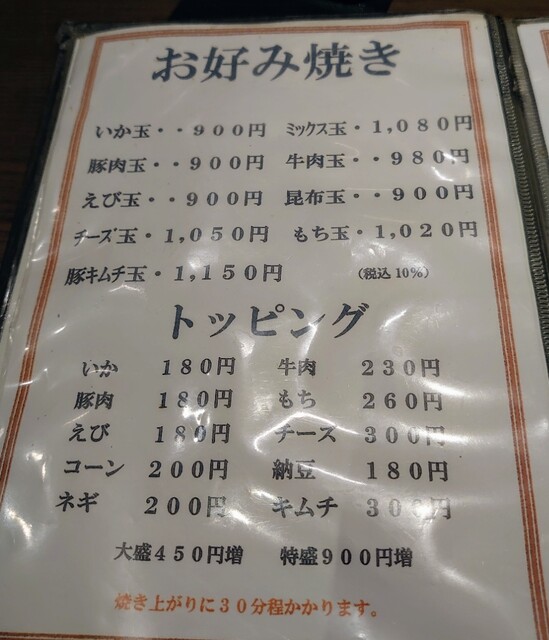 お好み焼き
いか玉・・９００円 ミックス玉・１,０８０円
豚肉玉・・９００円 牛肉玉・・９８０円
えび玉・・９００円 昆布玉・・９００円
チーズ玉・１,０５０円 もち玉・１,０２０円
豚キムチ玉・１,１５０円 (税込10%)
トッピング
いか １８０円 牛肉 ２３０円
豚肉 １８０円 もち ２６０円
えび １８０円 チーズ ３００円
コーン ２００円 納豆 １８０円
ネギ ２００円 キムチ ３００円
大盛４５０円増 特盛９００円増
焼き上がりに３０分程かかります。